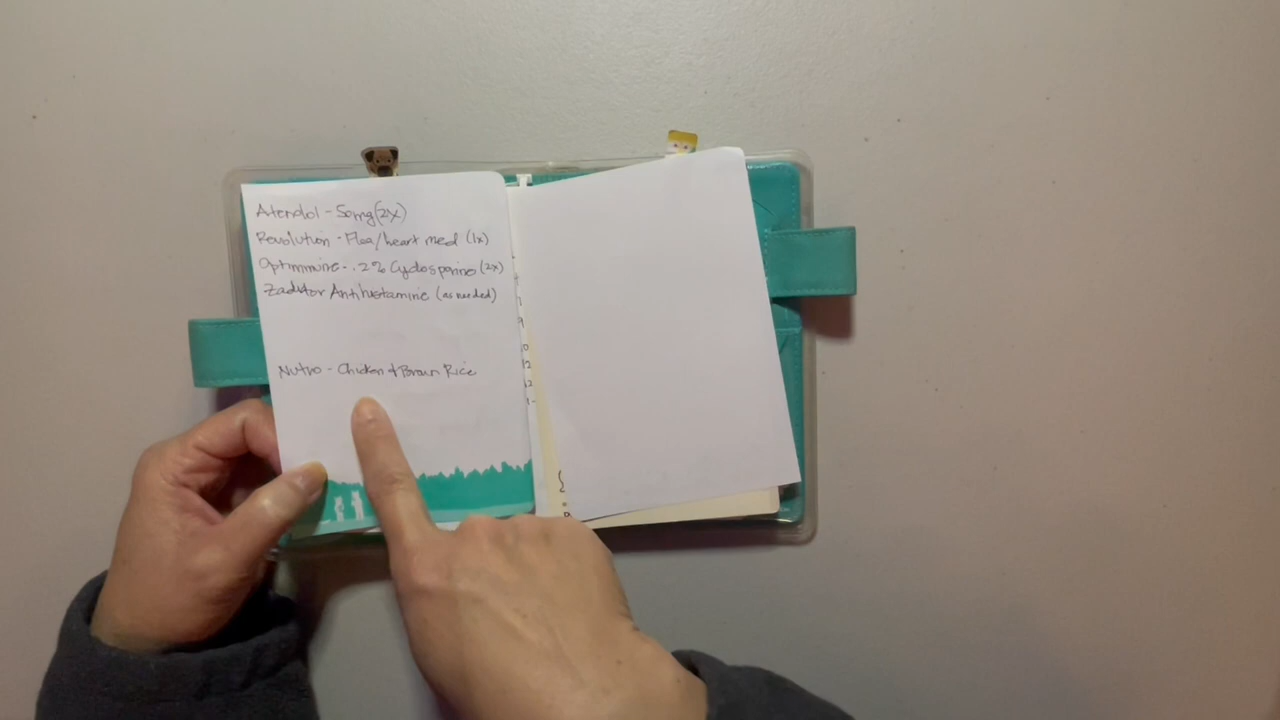 Atenolol - 50mg (2x)
Revolution - Flea/heart med (1x)
Optimmune - .2% Cyclosporine (2x)
Zaditor Antihistamine (as needed)
Nutro - Chicken & Brown Rice